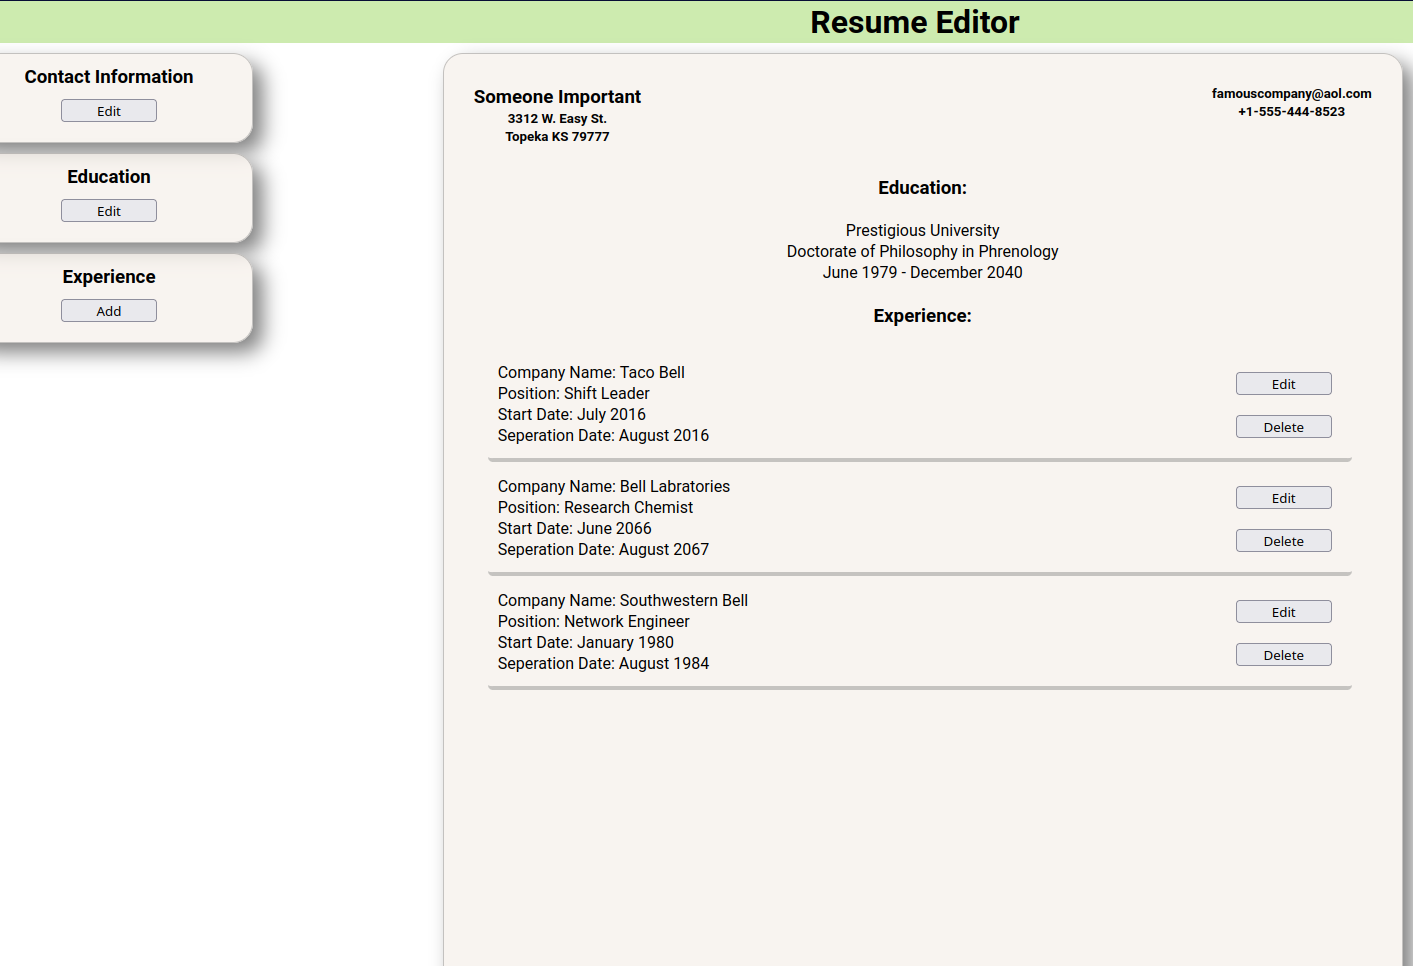 Resume Editor
Contact Information
Edit
Education
Edit
Experience
Add
Someone Important
3312 W. Easy St.
Topeka KS 79777
famouscompany@aol.com
+1-555-444-8523
Education:
Prestigious University
Doctorate of Philosophy in Phrenology
June 1979 - December 2040
Experience:
Company Name: Taco Bell
Position: Shift Leader
Start Date: July 2016
Seperation Date: August 2016
Edit
Delete
Company Name: Bell Labratories
Position: Research Chemist
Start Date: June 2066
Seperation Date: August 2067
Edit
Delete
Company Name: Southwestern Bell
Position: Network Engineer
Start Date: January 1980
Seperation Date: August 1984
Edit
Delete